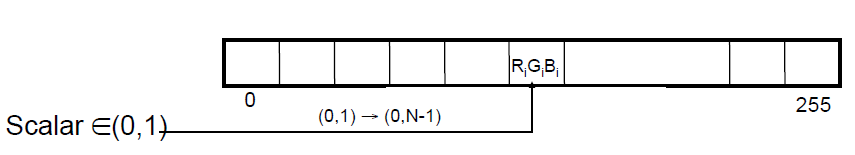 RiGiBi
0
255
(0,1) → (0,N-1)
Scalar ∈(0,1)